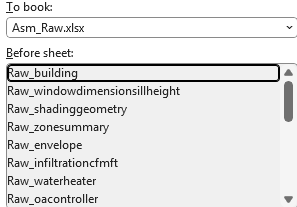 To book:
Asm_Raw.xlsx
Before sheet:
Raw_building
Raw_windowdimensionsillheight
Raw_shadinggeometry
Raw_zonesummary
Raw_envelope
Raw_infiltrationcfmft
Raw_waterheater
Raw_oacontroller